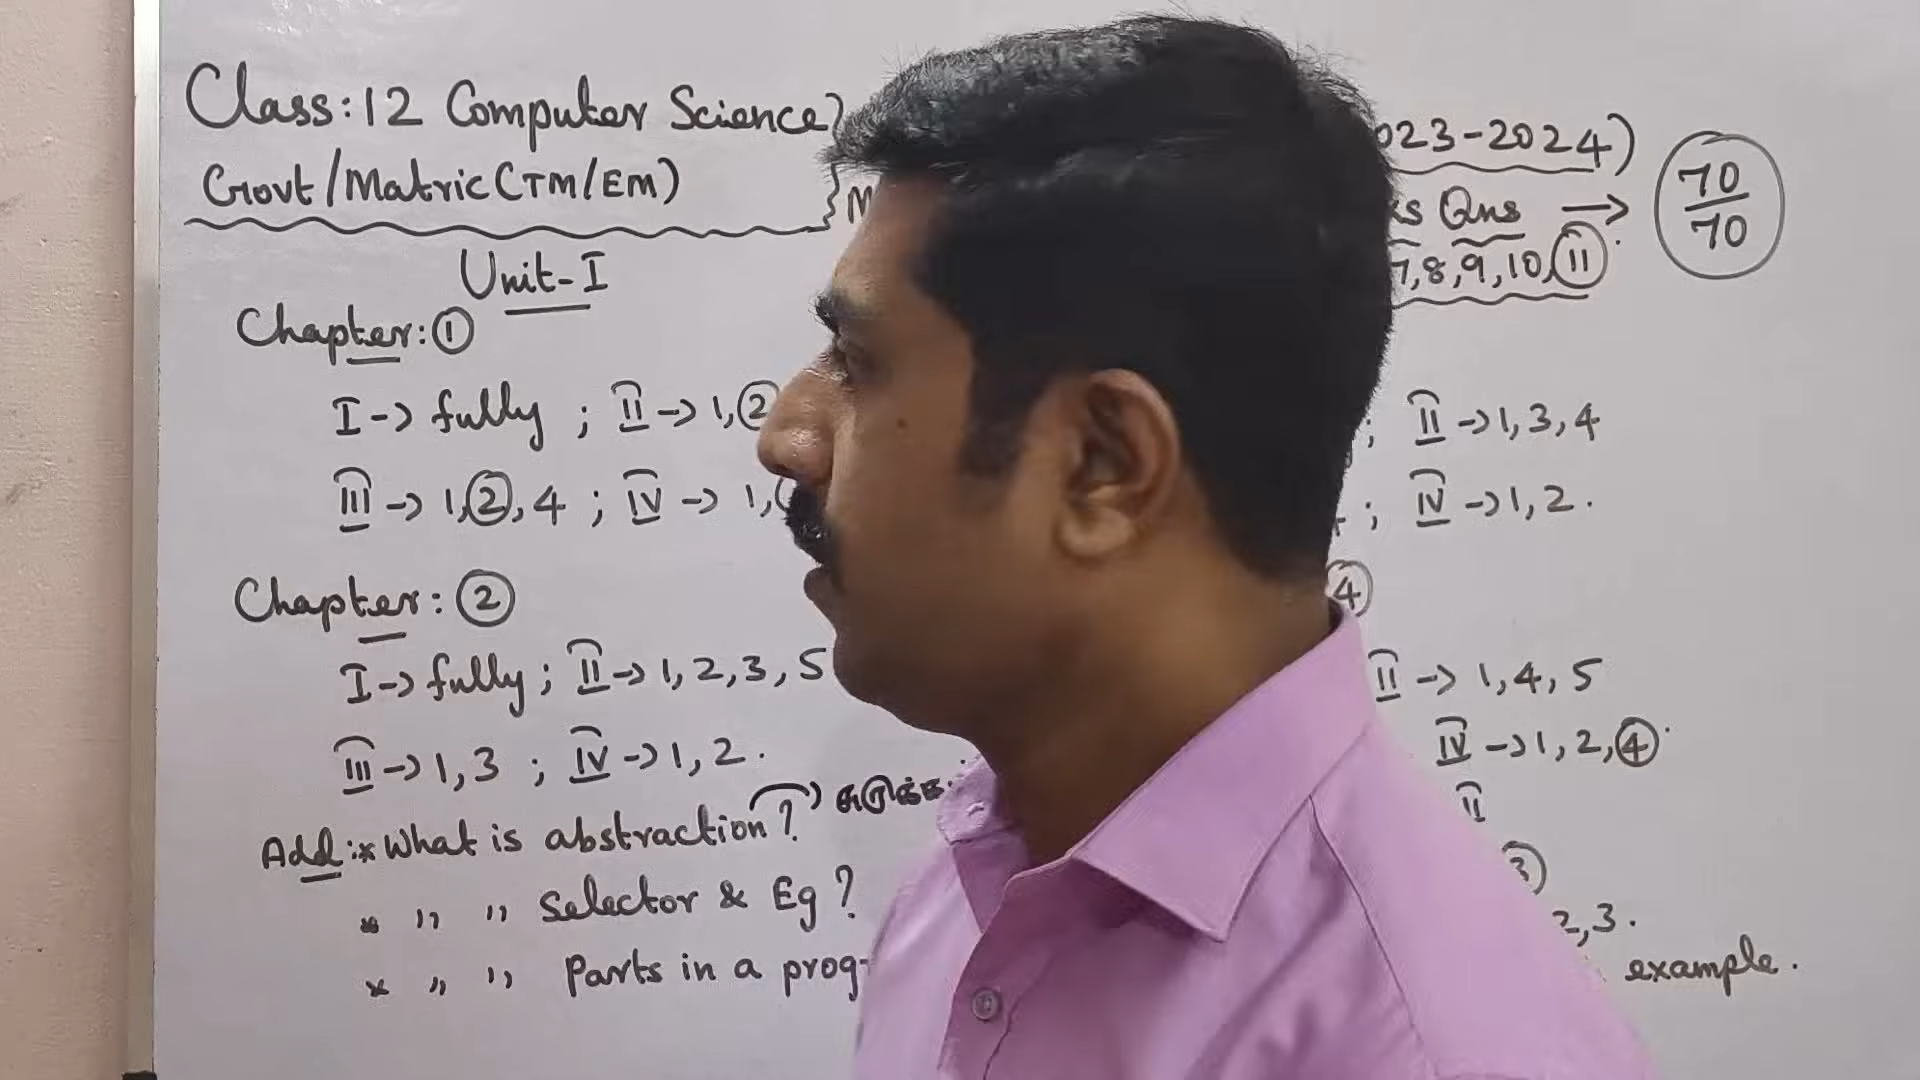 Class: 12 Computer Science
Govt/Matric (TM/EM)
Unit-I
Chapter: ①
I -> fully ; II -> 1, ②
III -> 1, ②, 4 ; IV -> 1,
Chapter: ②
I -> fully ; II -> 1, 2, 3, 5
III -> 1, 3 ; IV -> 1, 2.
Add: * What is abstraction?
* " " Selector & Eg?
* " " Parts in a
023-2024)
Qns -> 70/70
7, 8, 9, 10, ⑪
; II -> 1, 3, 4
; IV -> 1, 2.
④
II -> 1, 4, 5
IV -> 1, 2, ④.
II
③
2, 3.
example.